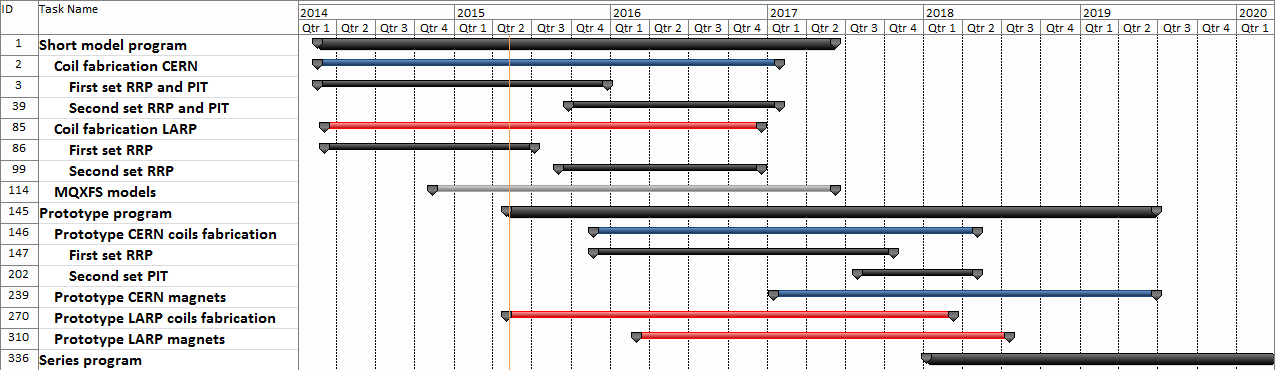 ID Task Name 2014 2015 2016 2017 2018 2019 2020
Qtr 1 Qtr 2 Qtr 3 Qtr 4 Qtr 1 Qtr 2 Qtr 3 Qtr 4 Qtr 1 Qtr 2 Qtr 3 Qtr 4 Qtr 1 Qtr 2 Qtr 3 Qtr 4 Qtr 1 Qtr 2 Qtr 3 Qtr 4 Qtr 1 Qtr 2 Qtr 3 Qtr 4 Qtr 1
1 Short model program
2 Coil fabrication CERN
3 First set RRP and PIT
39 Second set RRP and PIT
85 Coil fabrication LARP
86 First set RRP
99 Second set RRP
114 MQXFS models
145 Prototype program
146 Prototype CERN coils fabrication
147 First set RRP
202 Second set PIT
239 Prototype CERN magnets
270 Prototype LARP coils fabrication
310 Prototype LARP magnets
336 Series program